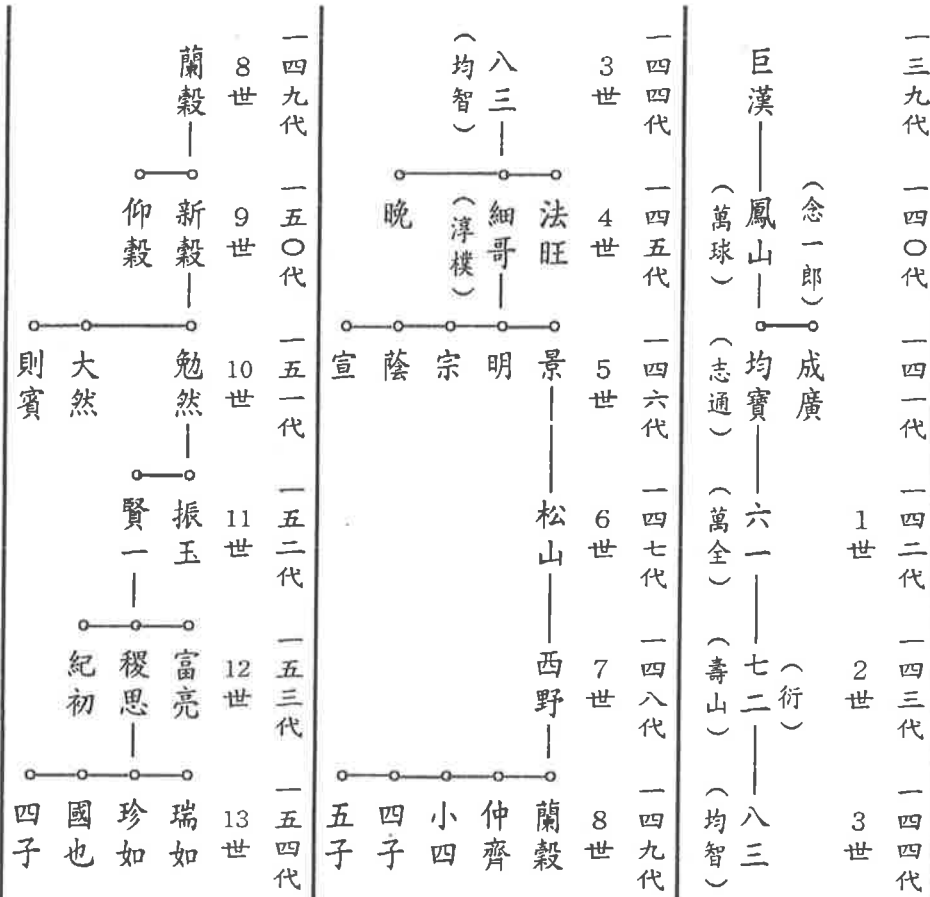 一三九代
巨漢
一四○代
（念一郎）
鳳山
（萬球）
一四一代
成廣
均寶
（志通）
一四二代
1世
六一
（萬全）
一四三代
2世
（衍）
七二
（壽山）
一四四代
3世
八三
（均智）
一四四代
3世
八三
（均智）
一四五代
4世
法旺
細哥
（淳樸）
晚
一四六代
5世
景
明
宗
蔭
宣
一四七代
6世
松山
一四八代
7世
西野
一四九代
8世
蘭穀
仲齊
小四
四子
五子
一四九代
8世
蘭穀
一五○代
9世
新穀
仰穀
一五一代
10世
勉然
大然
則賓
一五二代
11世
振玉
賢一
一五三代
12世
富亮
稷思
紀初
一五四代
13世
瑞如
珍如
國也
四子